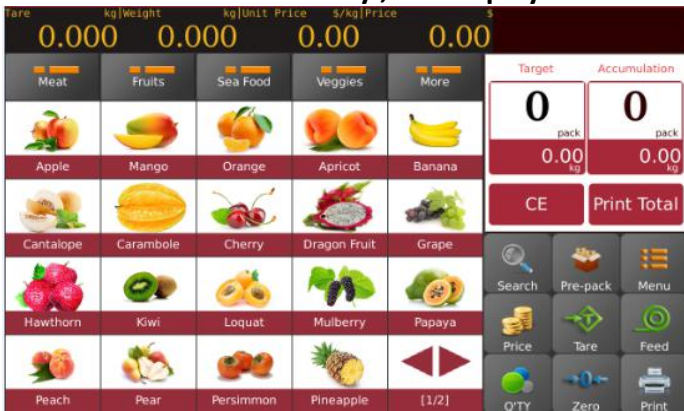 Tare kg|Weight kg|Unit Price $/kg|Price $
0.000 0.000 0.00 0.00
Meat Fruits Sea Food Veggies More
Target Accumulation
0 0
pack pack
0.00 0.00
kg kg
Apple Mango Orange Apricot Banana
CE Print Total
Cantalope Carambole Cherry Dragon Fruit Grape
Search Pre-pack Menu
Hawthorn Kiwi Loquat Mulberry Papaya
Price Tare Feed
Peach Pear Persimmon Pineapple [1/2]
Q'TY Zero Print